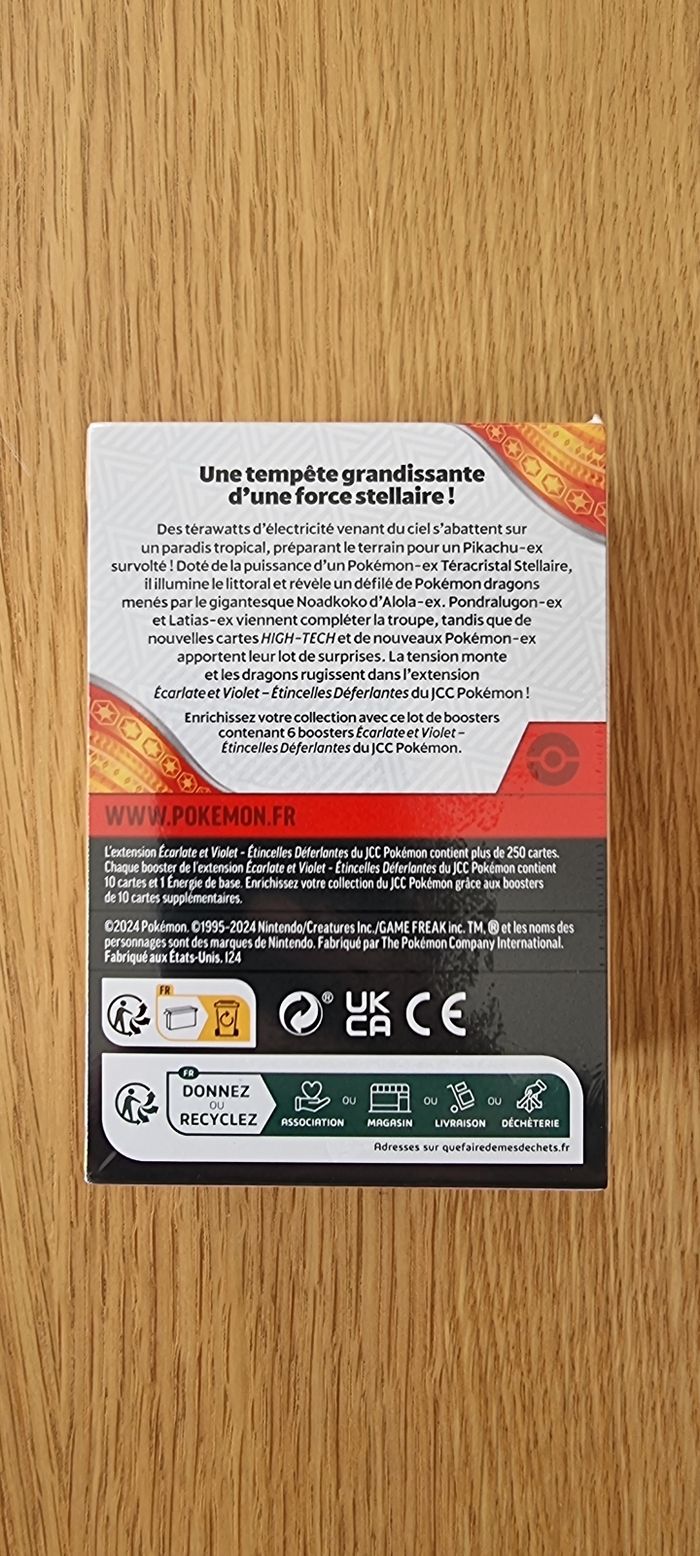 Une tempête grandissante
d'une force stellaire !
Des térawatts d'électricité venant du ciel s'abattent sur
un paradis tropical, préparant le terrain pour un Pikachu-ex
survolté ! Doté de la puissance d'un Pokémon-ex Téracristal Stellaire,
il illumine le littoral et révèle un défilé de Pokémon dragons
menés par le gigantesque Noadkoko d'Alola-ex. Pondralugon-ex
et Latias-ex viennent compléter la troupe, tandis que de
nouvelles cartes HIGH-TECH et de nouveaux Pokémon-ex
apportent leur lot de surprises. La tension monte
et les dragons rugissent dans l'extension
Écarlate et Violet – Étincelles Déferlantes du JCC Pokémon !
Enrichissez votre collection avec ce lot de boosters
contenant 6 boosters Écarlate et Violet –
Étincelles Déferlantes du JCC Pokémon.
WWW.POKEMON.FR
L'extension Écarlate et Violet - Étincelles Déferlantes du JCC Pokémon contient plus de 250 cartes.
Chaque booster de l'extension Écarlate et Violet - Étincelles Déferlantes du JCC Pokémon contient
10 cartes et 1 Énergie de base. Enrichissez votre collection du JCC Pokémon grâce aux boosters
de 10 cartes supplémentaires.
©2024 Pokémon. ©1995-2024 Nintendo/Creatures Inc./GAME FREAK inc. TM, ® et les noms des
personnages sont des marques de Nintendo. Fabriqué par The Pokémon Company International.
Fabriqué aux États-Unis. I24
FR
®
UK
CA
CE
FR
DONNEZ
OU
RECYCLEZ
ASSOCIATION OU MAGASIN OU LIVRAISON OU DÉCHÈTERIE
Adresses sur quefairedemesdechets.fr